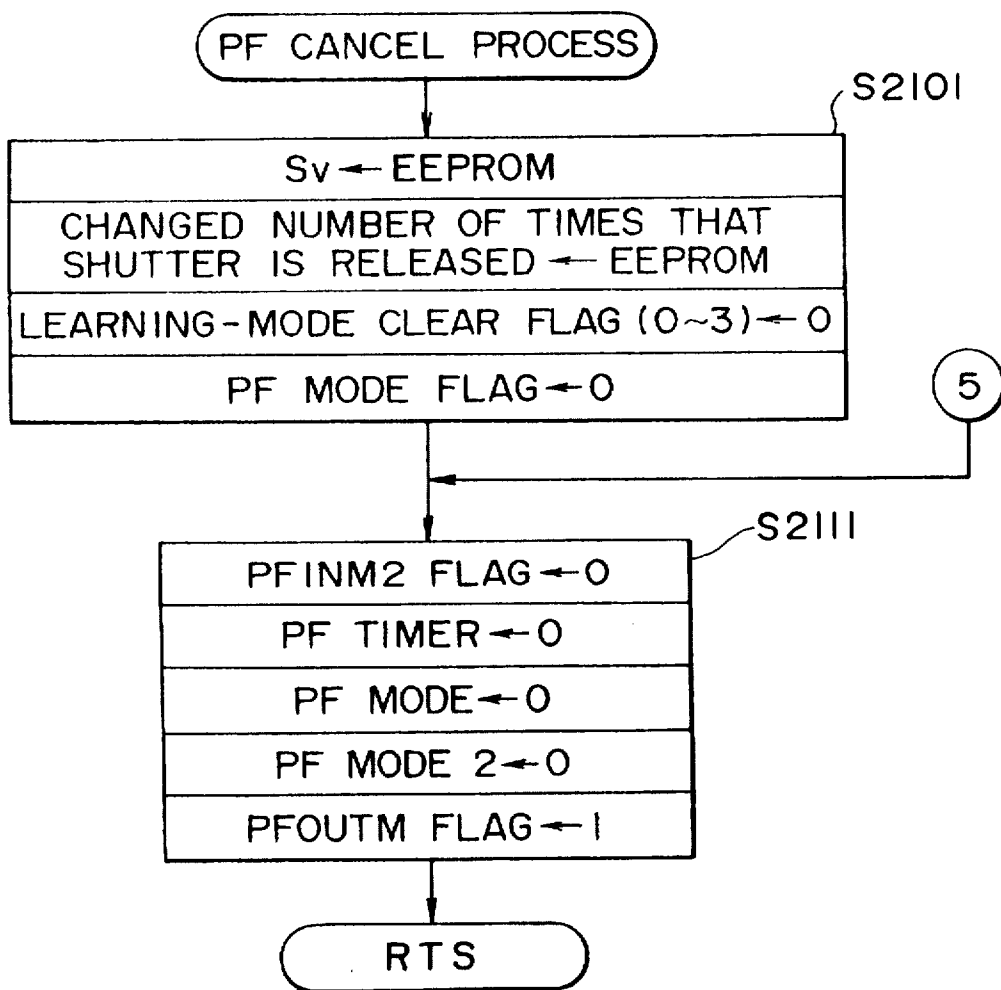 PF CANCEL PROCESS
S2101
Sv ← EEPROM
CHANGED NUMBER OF TIMES THAT
SHUTTER IS RELEASED ← EEPROM
LEARNING-MODE CLEAR FLAG (0~3) ← 0
PF MODE FLAG ← 0
5
S2111
PFINM2 FLAG ← 0
PF TIMER ← 0
PF MODE ← 0
PF MODE 2 ← 0
PFOUTM FLAG ← 1
RTS